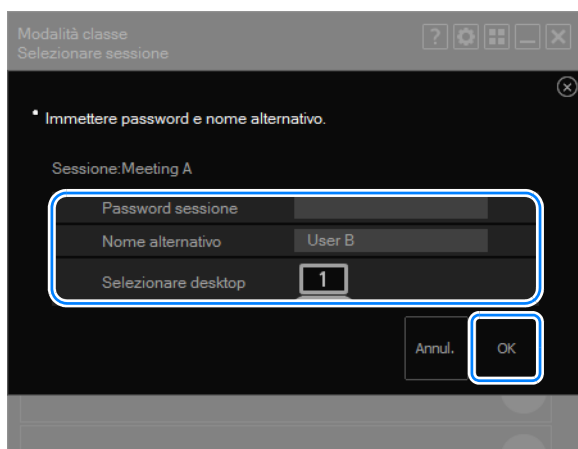 Modalità classe
Selezionare sessione
?
Immettere password e nome alternativo.
Sessione:Meeting A
Password sessione
Nome alternativo User B
Selezionare desktop 1
Annul. OK